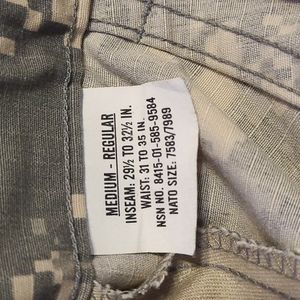 MEDIUM - REGULAR
INSEAM: 29½ TO 32½ IN.
WAIST: 31 TO 35 IN.
NSN NO. 8415-01-585-9584
NATO SIZE: 7583/7989